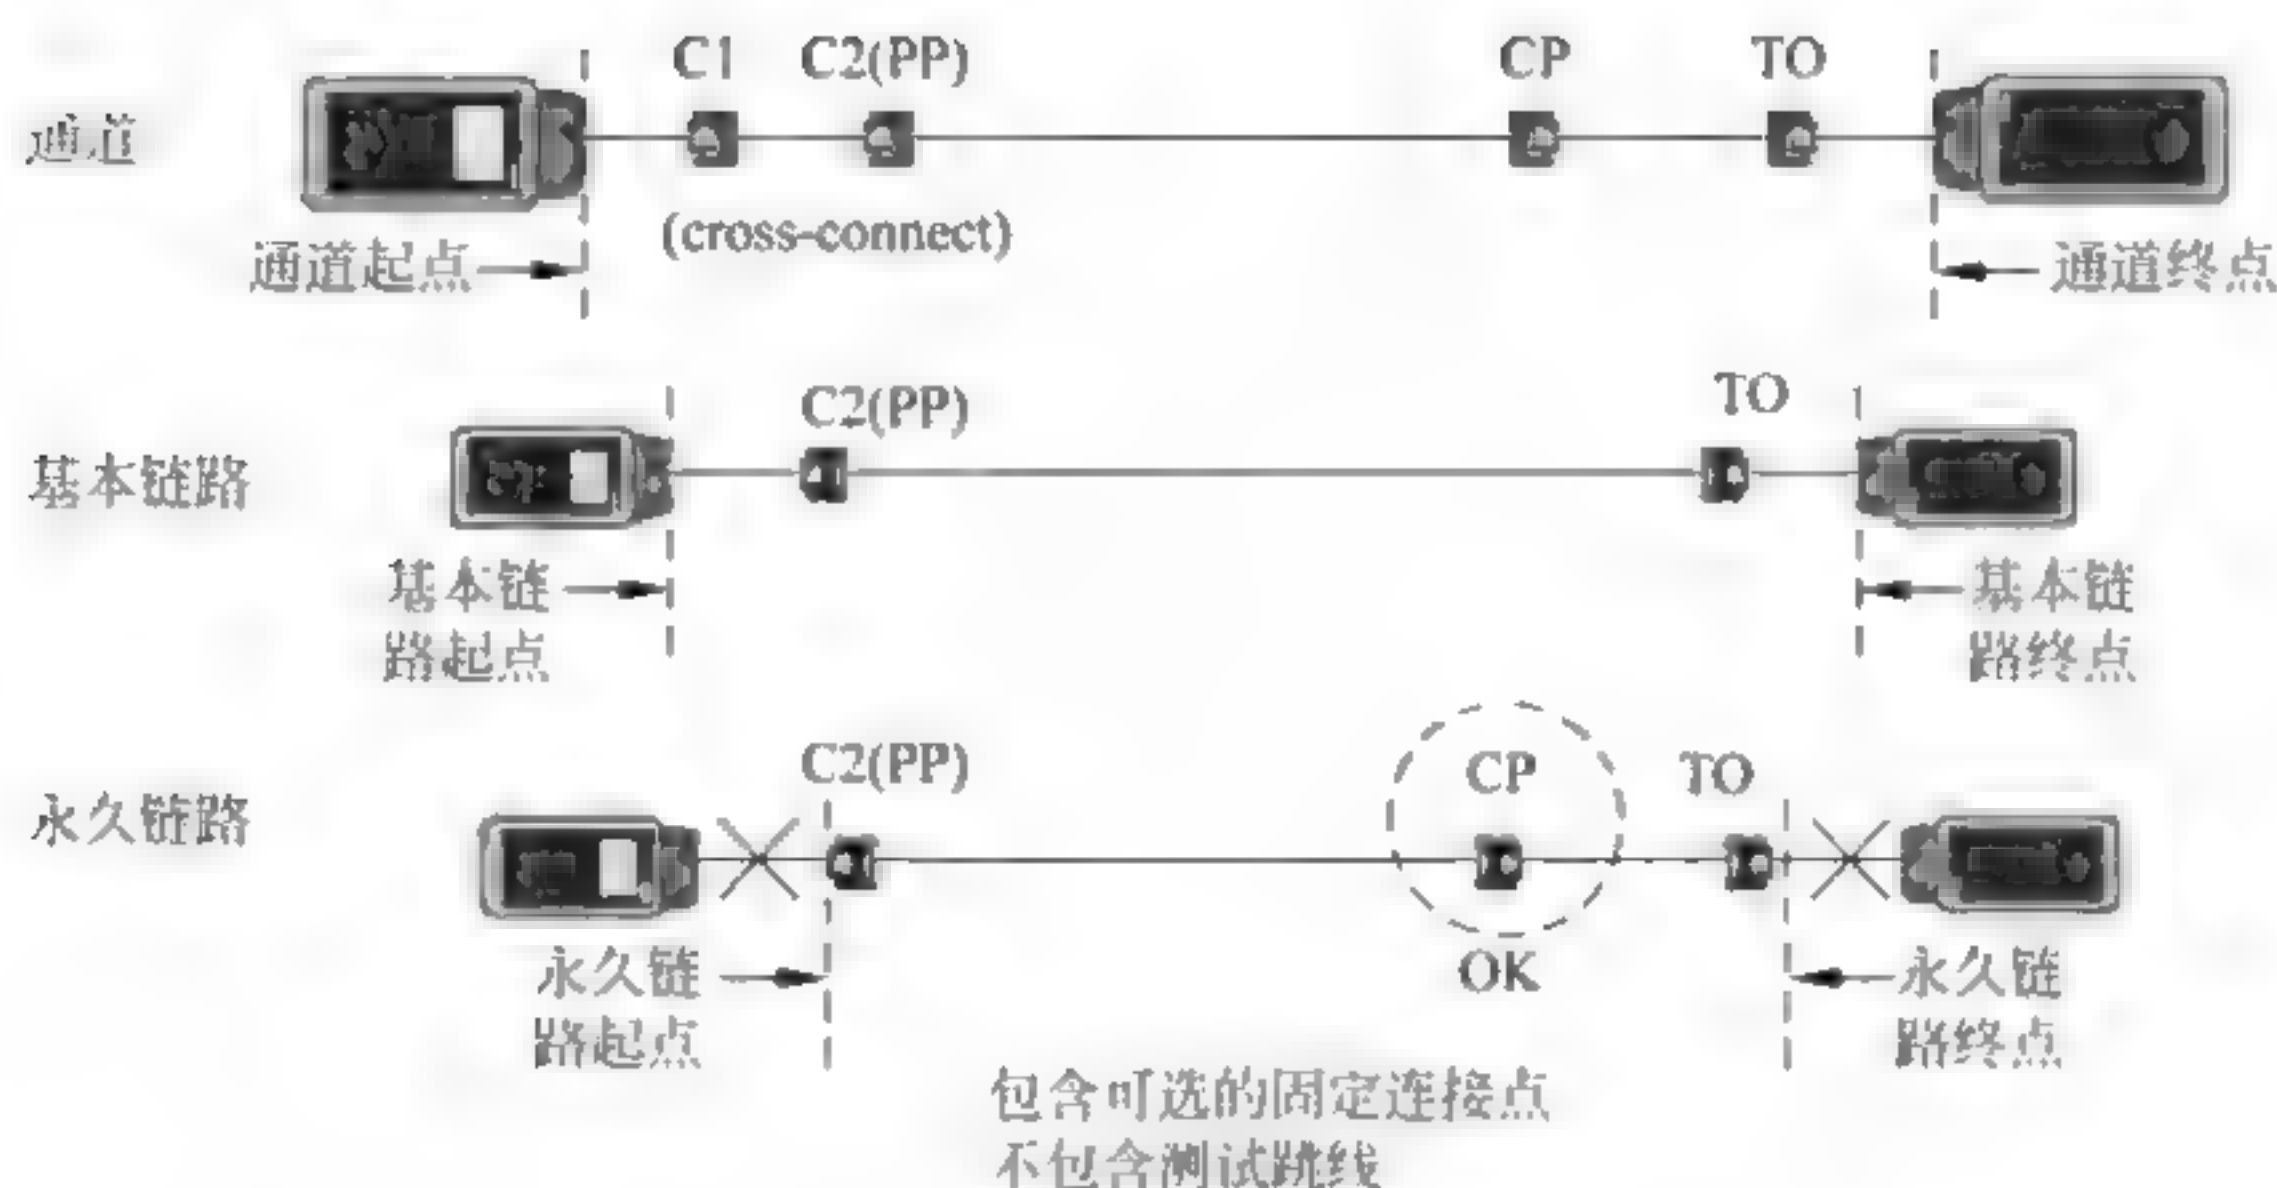 C1 C2(PP) CP TO
通道
(cross-connect)
通道起点
通道终点
C2(PP) TO
基本链路
基本链
路起点
基本链
路终点
C2(PP) CP TO
永久链路
OK
永久链
路起点
永久链
路终点
包含可选的固定连接点
不包含测试跳线